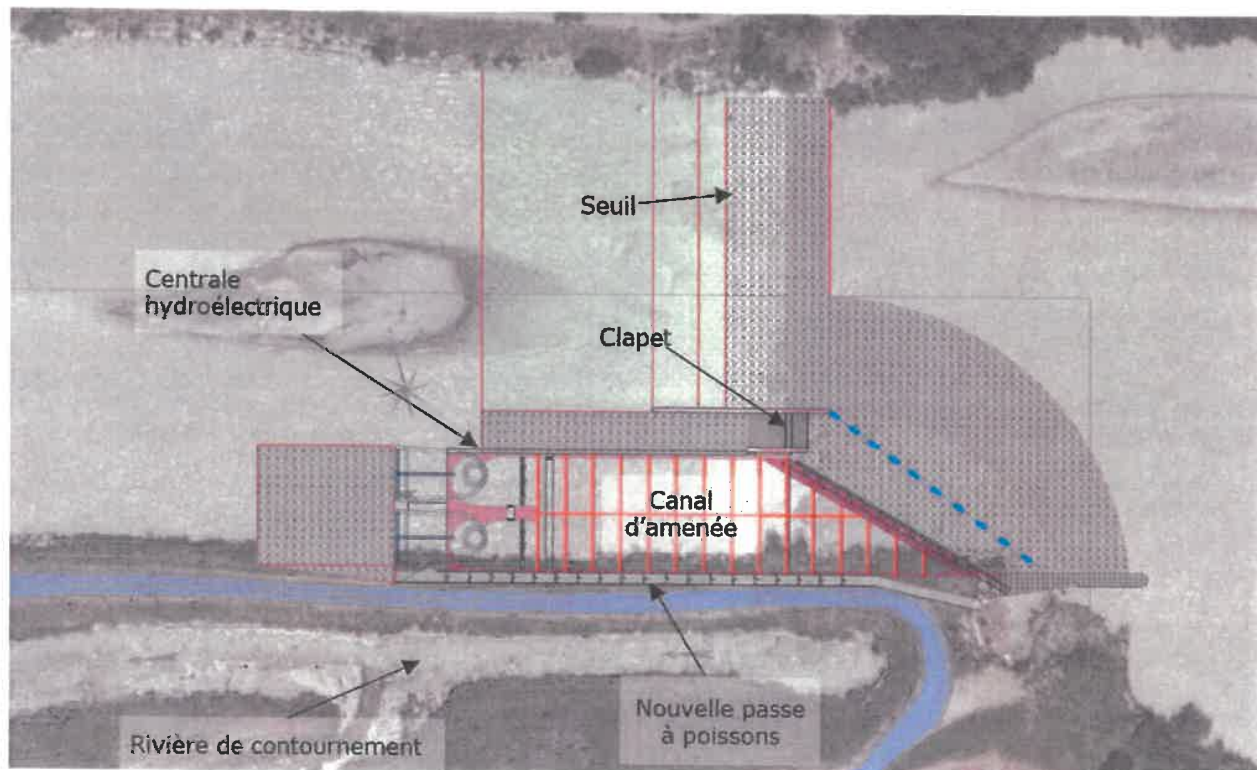 Seuil
Centrale
hydroélectrique
Clapet
Canal
d'amenée
Nouvelle passe
à poissons
Rivière de contournement